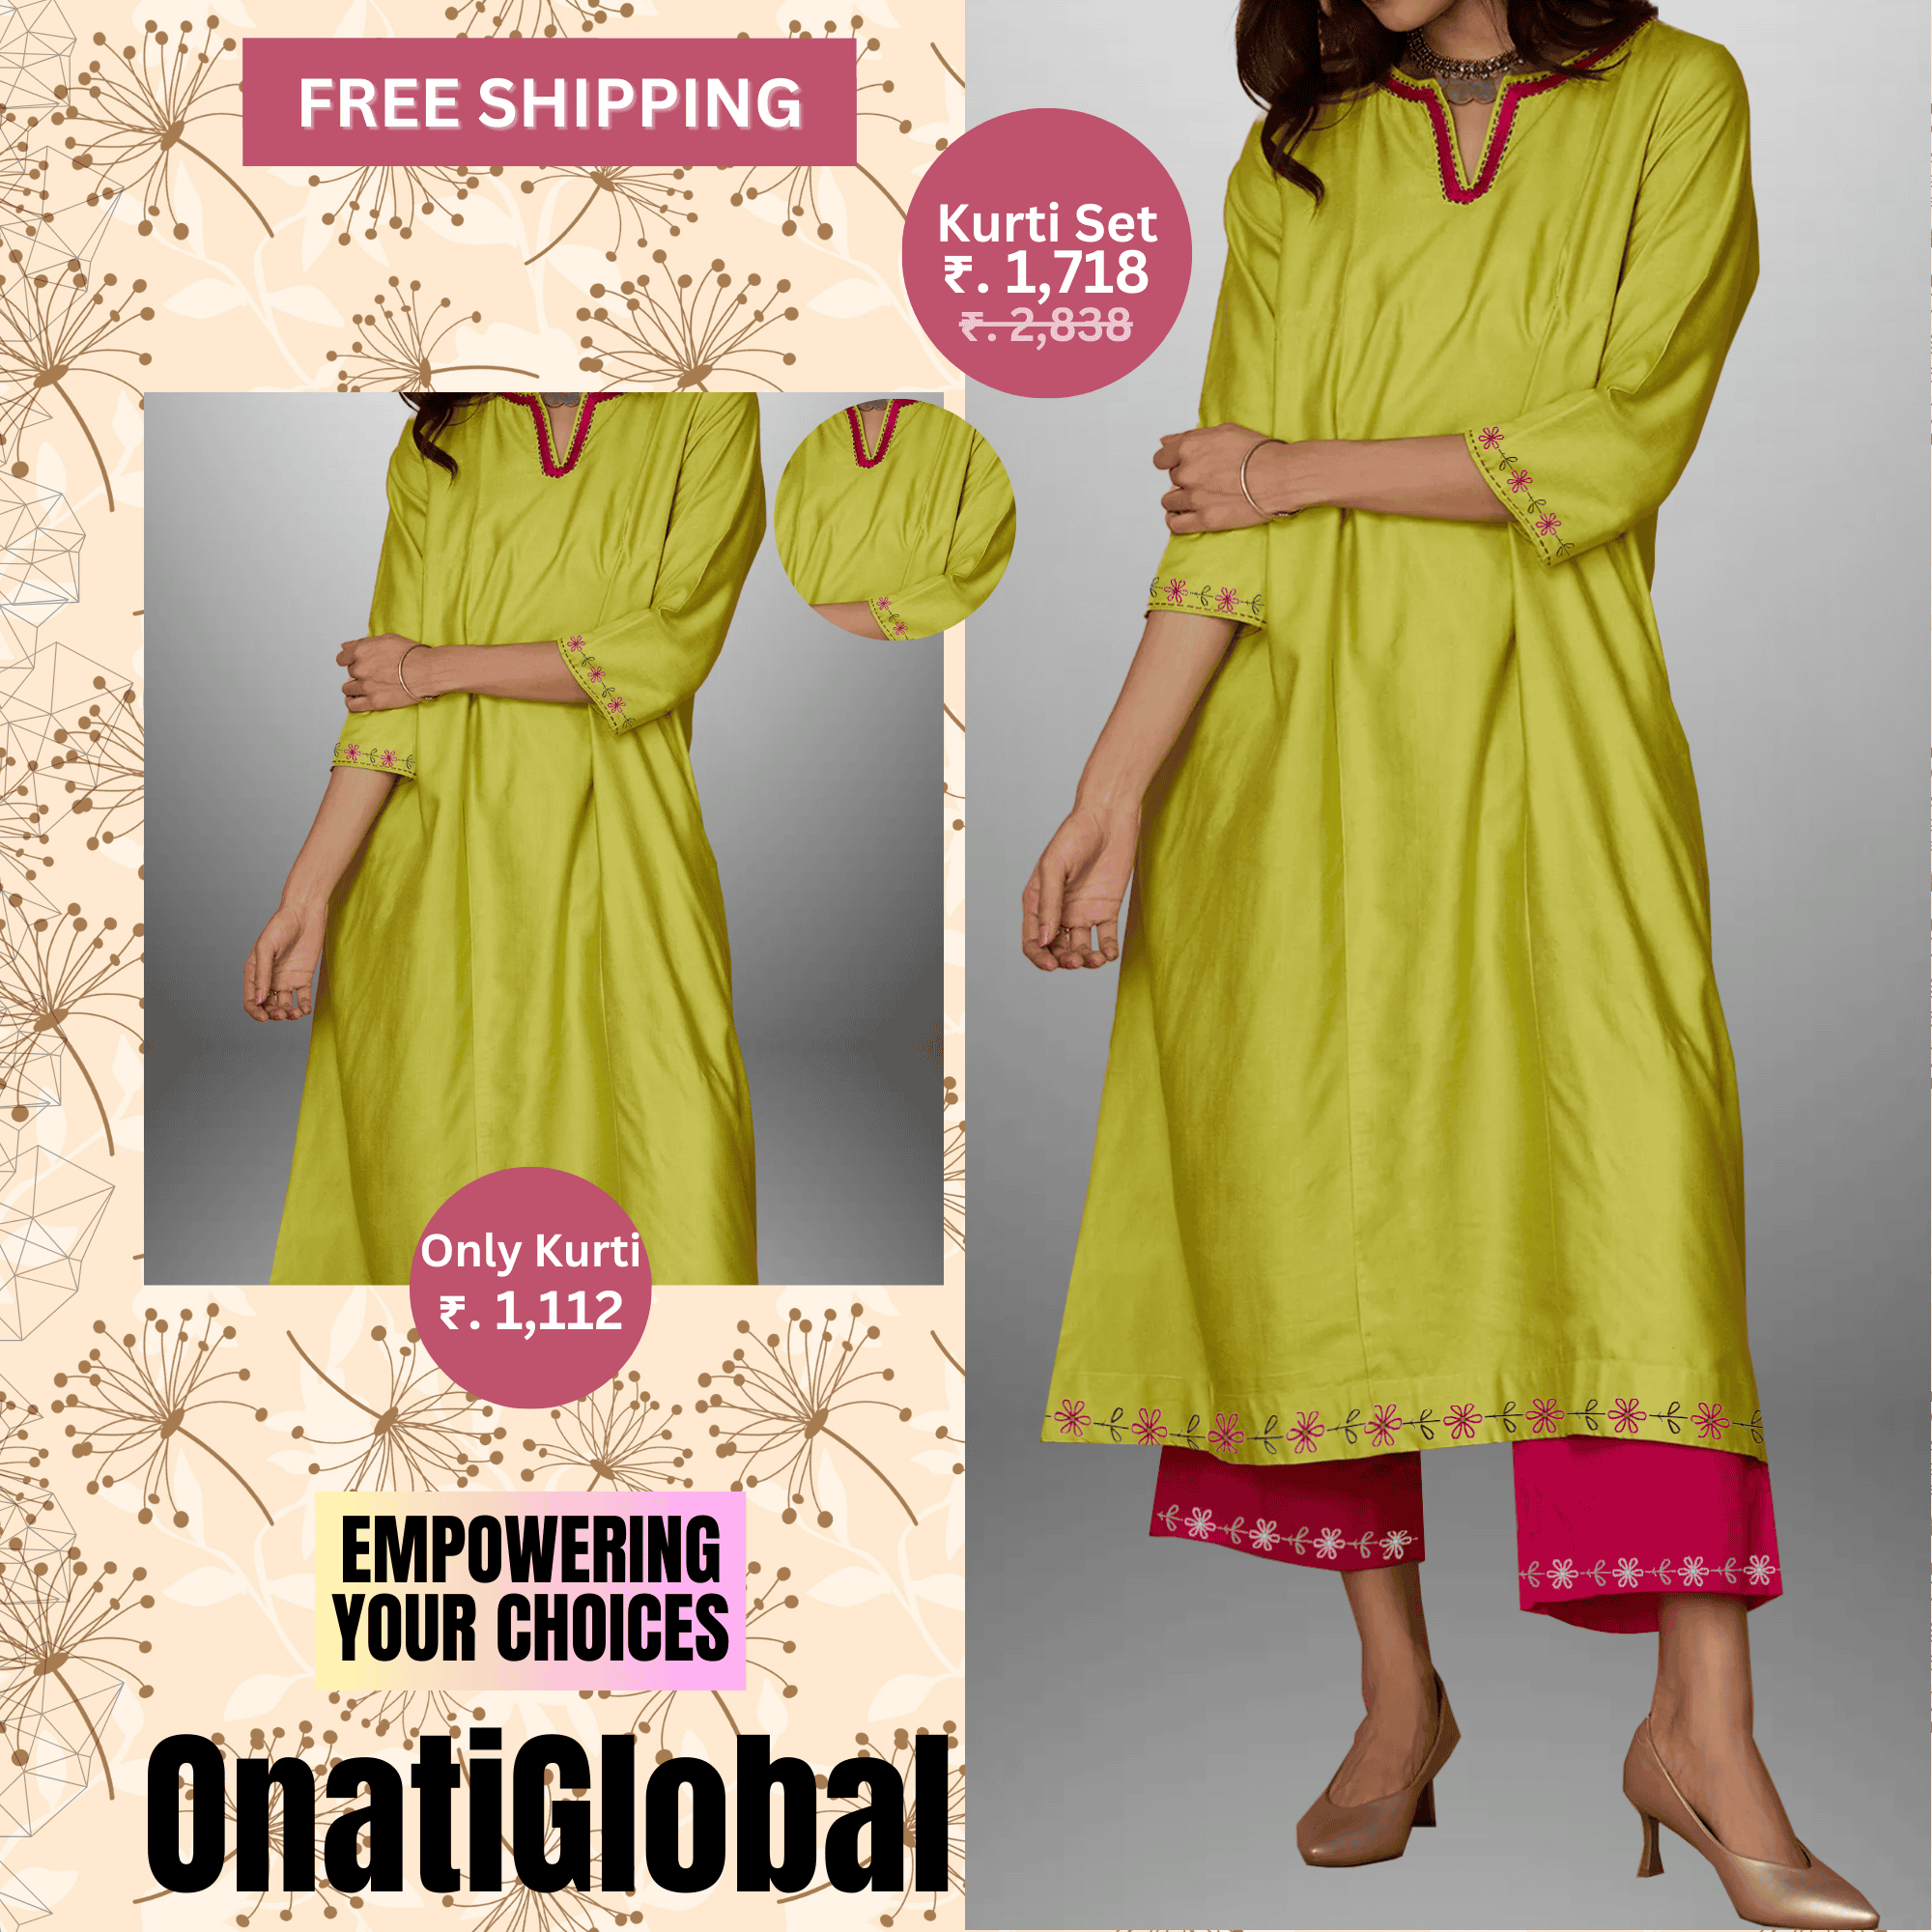 FREE SHIPPING
Kurti Set
₹. 1,718
₹. 2,838
Only Kurti
₹. 1,112
EMPOWERING
YOUR CHOICES
OnatiGlobal